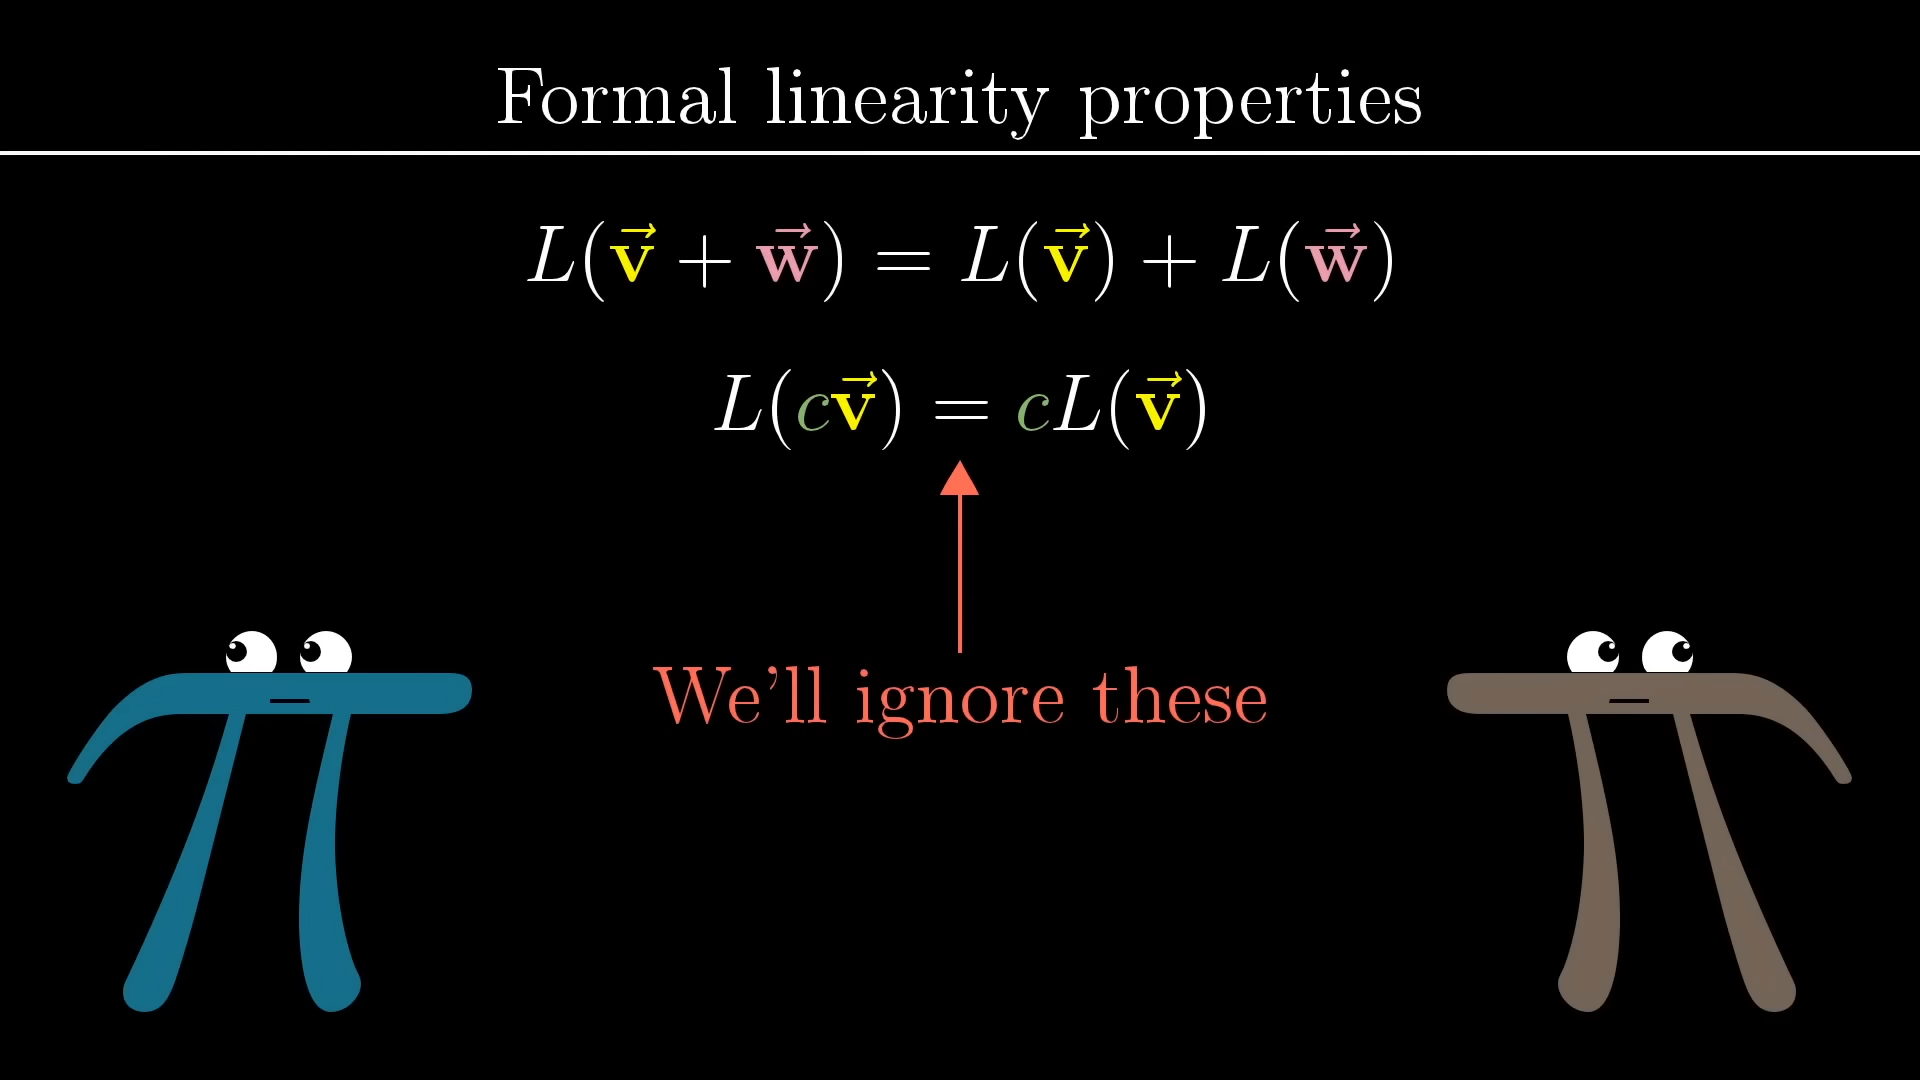 Formal linearity properties
L(v⃗ + w⃗) = L(v⃗) + L(w⃗)
L(cv⃗) = cL(v⃗)
We'll ignore these